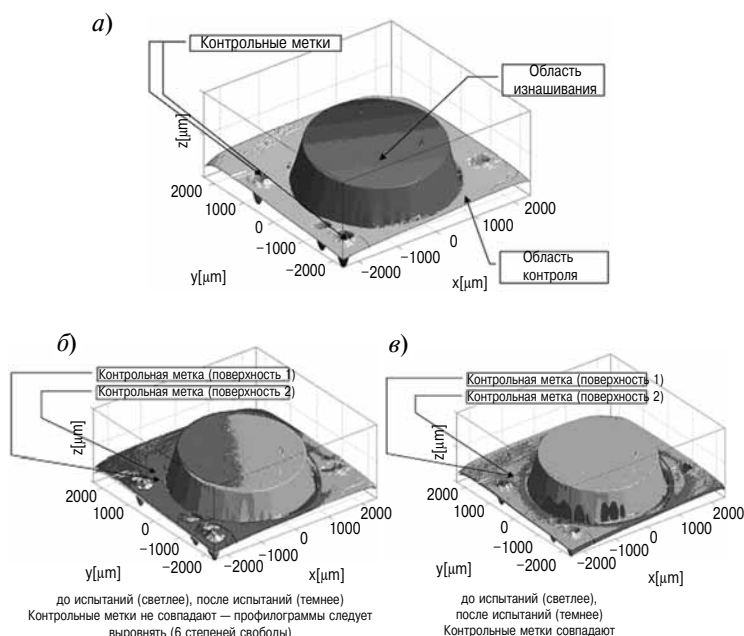 а)
Контрольные метки
Область
изнашивания
z[μm]
2000
1000
0
−1000
−2000
y[μm]
−2000
−1000
0
1000
2000
x[μm]
Область
контроля
б)
Контрольная метка (поверхность 1)
Контрольная метка (поверхность 2)
z[μm]
2000
1000
0
−1000
−2000
y[μm]
−2000
−1000
0
1000
2000
x[μm]
до испытаний (светлее), после испытаний (темнее)
Контрольные метки не совпадают — профилограммы следует
выровнять (6 степеней свободы)
в)
Контрольная метка (поверхность 1)
Контрольная метка (поверхность 2)
z[μm]
2000
1000
0
−1000
−2000
y[μm]
−2000
−1000
0
1000
2000
x[μm]
до испытаний (светлее),
после испытаний (темнее)
Контрольные метки совпадают